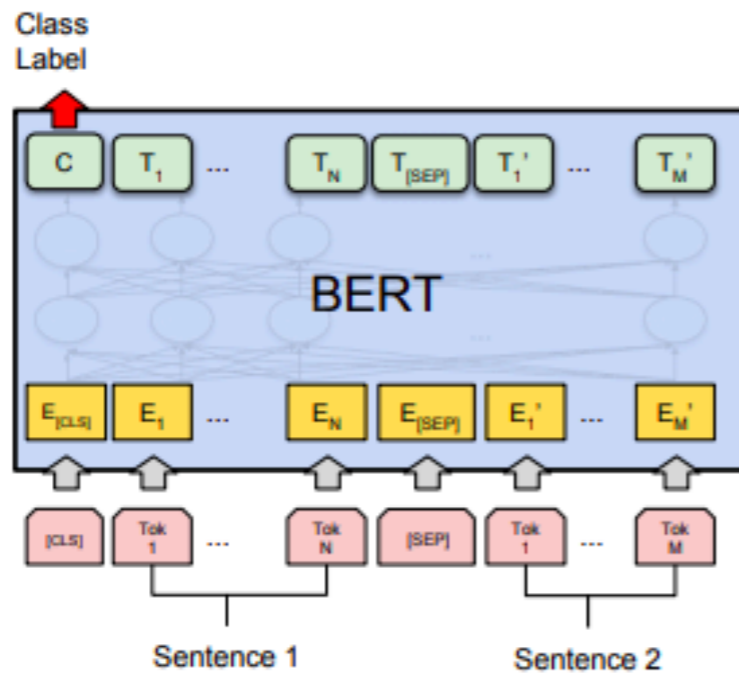 Class
Label
C T1 ... TN T[SEP] T1' ... TM'
...
BERT
...
E[CLS] E1 ... EN E[SEP] E1' ... EM'
[CLS] Tok 1 ... Tok N [SEP] Tok 1 ... Tok M
Sentence 1 Sentence 2